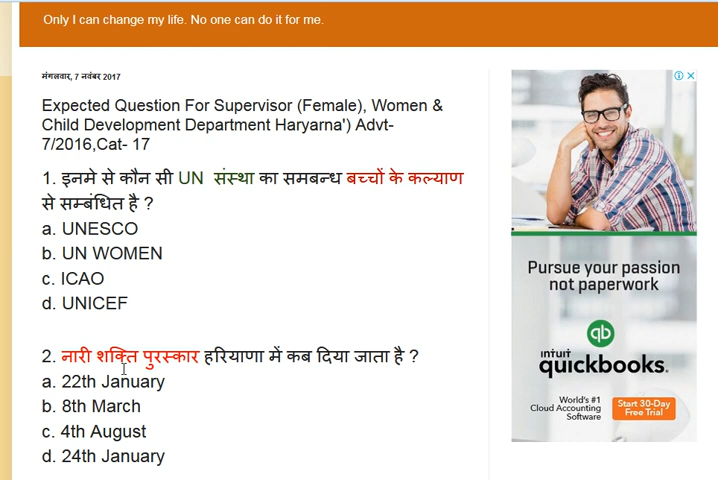 Only I can change my life. No one can do it for me.
मंगलवार, 7 नवंबर 2017
Expected Question For Supervisor (Female), Women &
Child Development Department Haryana') Advt-
7/2016,Cat- 17
1. इनमे से कौन सी UN संस्था का समबन्ध बच्चों के कल्याण
से सम्बंधित है ?
a. UNESCO
b. UN WOMEN
c. ICAO
d. UNICEF
2. नारी शक्ति पुरस्कार हरियाणा में कब दिया जाता है ?
a. 22th January
b. 8th March
c. 4th August
d. 24th January
Pursue your passion
not paperwork
qb
intuit
quickbooks.
World's #1
Cloud Accounting
Software
Start 30-Day
Free Trial